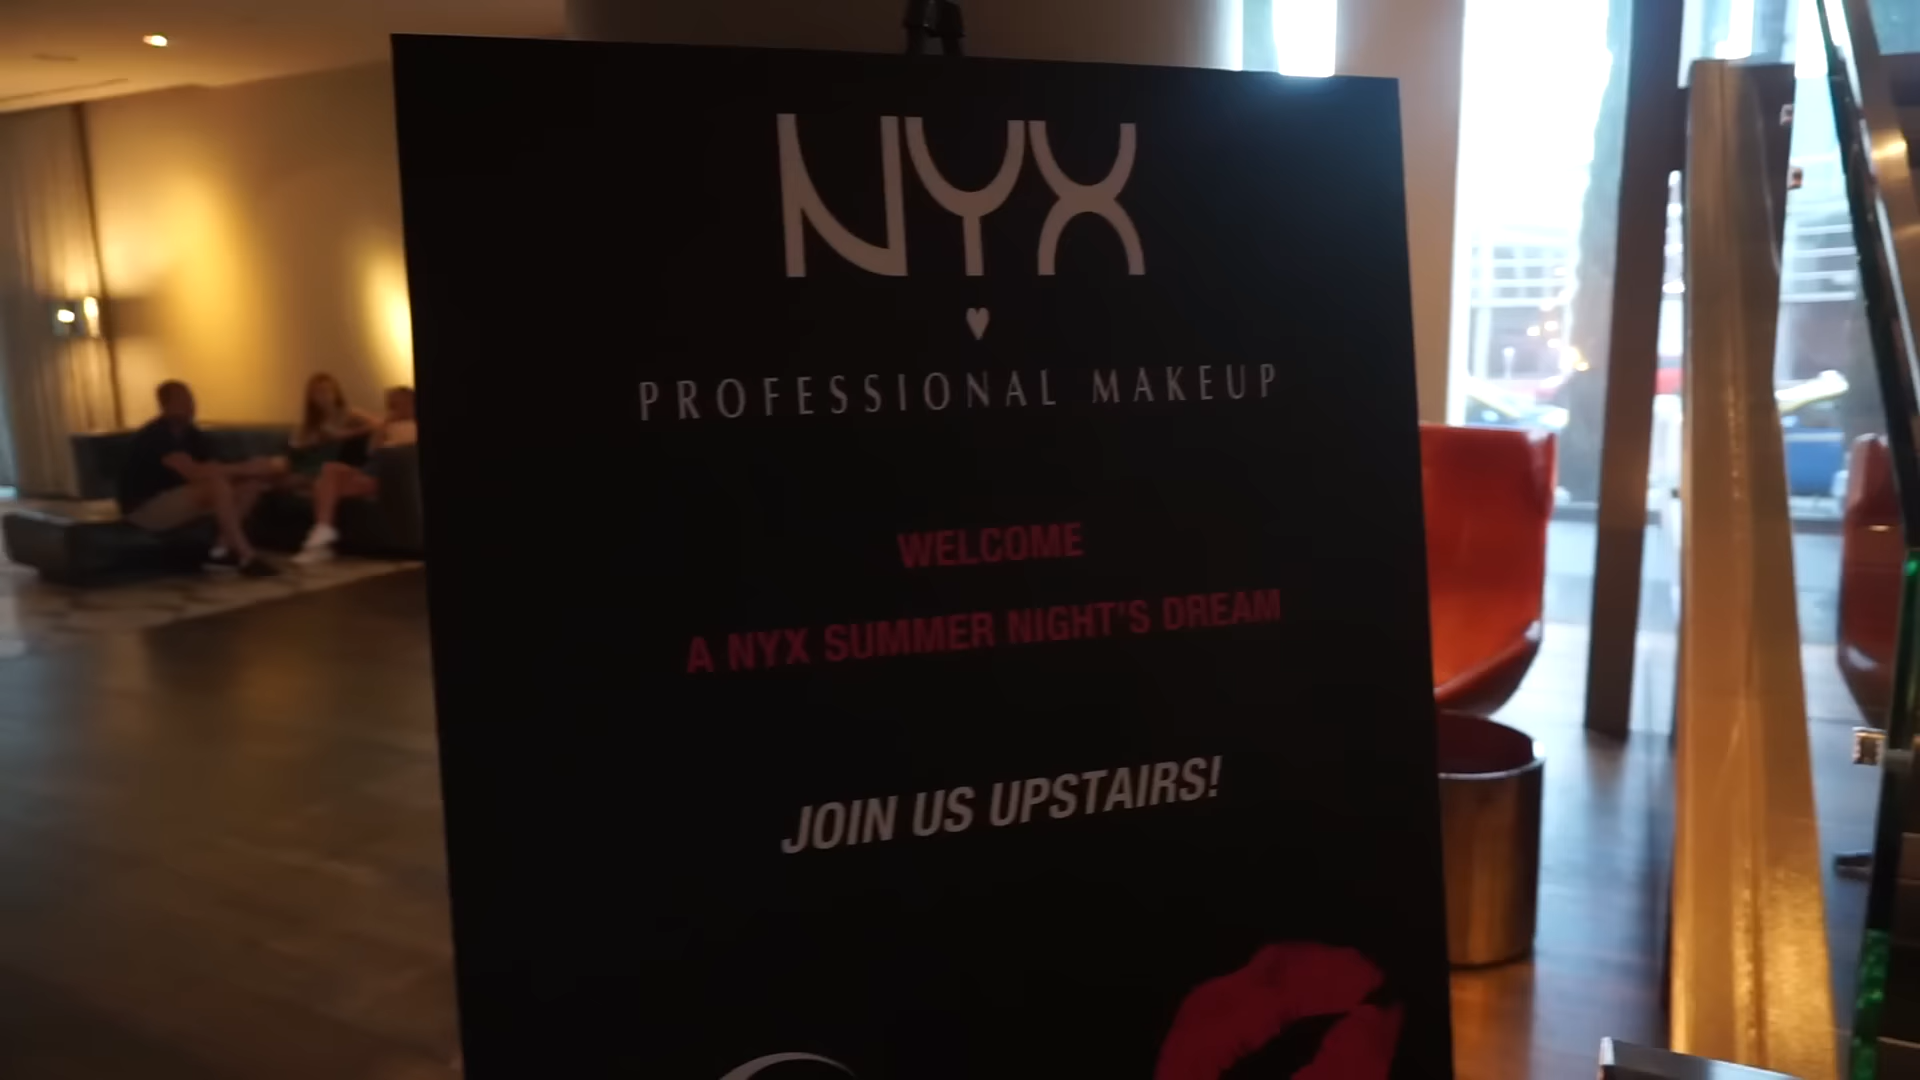 NYX
PROFESSIONAL MAKEUP
WELCOME
A NYX SUMMER NIGHT'S DREAM
JOIN US UPSTAIRS!